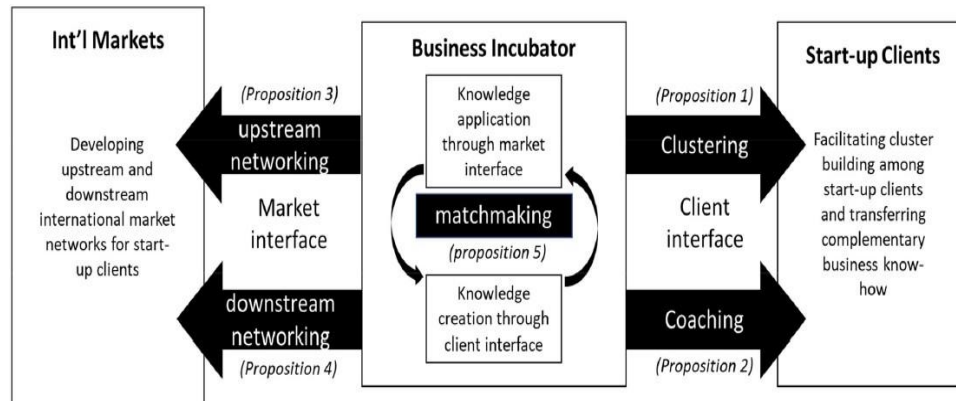 Int'l Markets
Developing
upstream and
downstream
international market
networks for start-
up clients
(Proposition 3)
upstream
networking
Market
interface
downstream
networking
(Proposition 4)
Business Incubator
Knowledge
application
through market
interface
matchmaking
(proposition 5)
Knowledge
creation through
client interface
(Proposition 1)
Clustering
Client
interface
Coaching
(Proposition 2)
Start-up Clients
Facilitating cluster
building among
start-up clients
and transferring
complementary
business know-
how